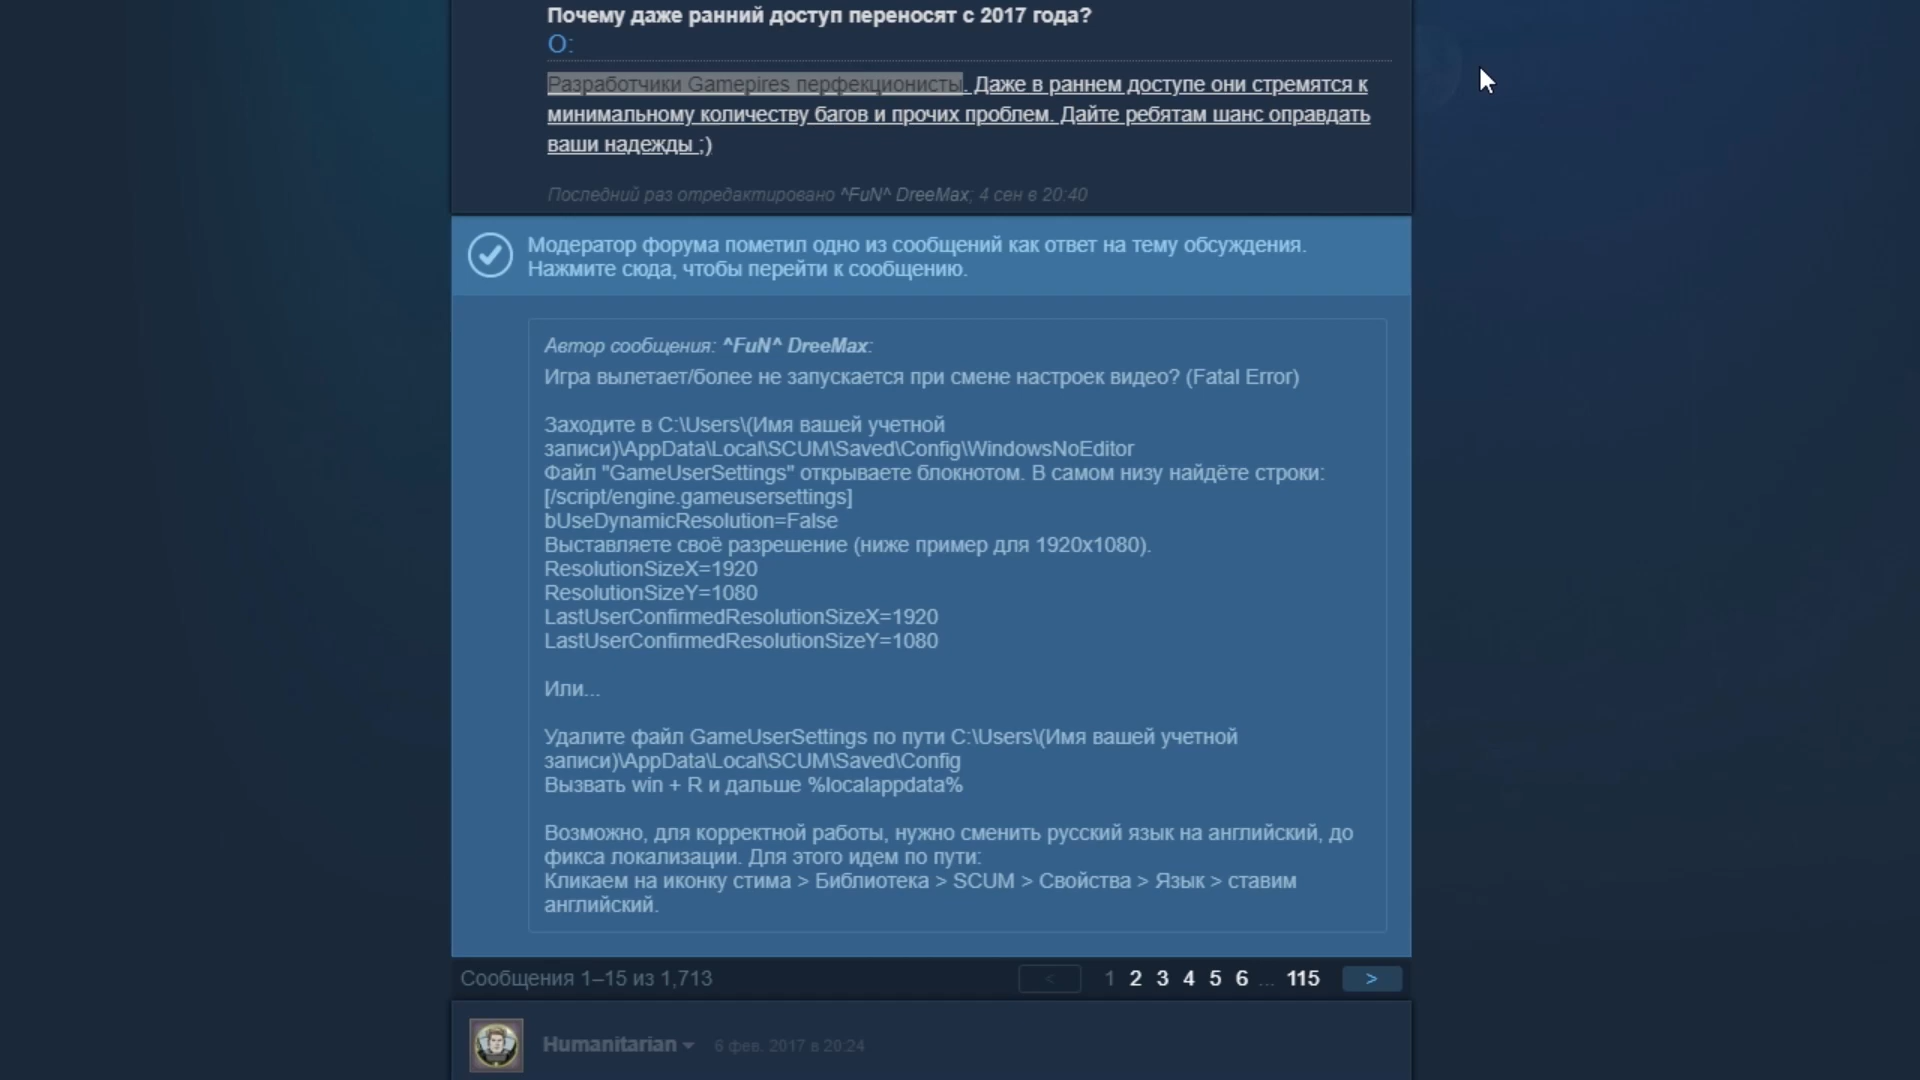 Почему даже ранний доступ переносят с 2017 года?
О:
Разработчики Gamepires перфекционисты. Даже в раннем доступе они стремятся к
минимальному количеству багов и прочих проблем. Дайте ребятам шанс оправдать
ваши надежды ;)
Последний раз отредактировано ^FuN^ DreeMax; 4 сен в 20:40
Модератор форума пометил одно из сообщений как ответ на тему обсуждения.
Нажмите сюда, чтобы перейти к сообщению.
Автор сообщения: ^FuN^ DreeMax:
Игра вылетает/более не запускается при смене настроек видео? (Fatal Error)
Заходите в C:\Users\(Имя вашей учетной
записи)\AppData\Local\SCUM\Saved\Config\WindowsNoEditor
Файл "GameUserSettings" открываете блокнотом. В самом низу найдёте строки:
[/script/engine.gameusersettings]
bUseDynamicResolution=False
Выставляете своё разрешение (ниже пример для 1920x1080).
ResolutionSizeX=1920
ResolutionSizeY=1080
LastUserConfirmedResolutionSizeX=1920
LastUserConfirmedResolutionSizeY=1080
Или...
Удалите файл GameUserSettings по пути C:\Users\(Имя вашей учетной
записи)\AppData\Local\SCUM\Saved\Config
Вызвать win + R и дальше %localappdata%
Возможно, для корректной работы, нужно сменить русский язык на английский, до
фикса локализации. Для этого идем по пути:
Кликаем на иконку стима > Библиотека > SCUM > Свойства > Язык > ставим
английский.
Сообщения 1–15 из 1,713 < 1 2 3 4 5 6 ... 115 >
Humanitarian 6 фев. 2017 в 20:24